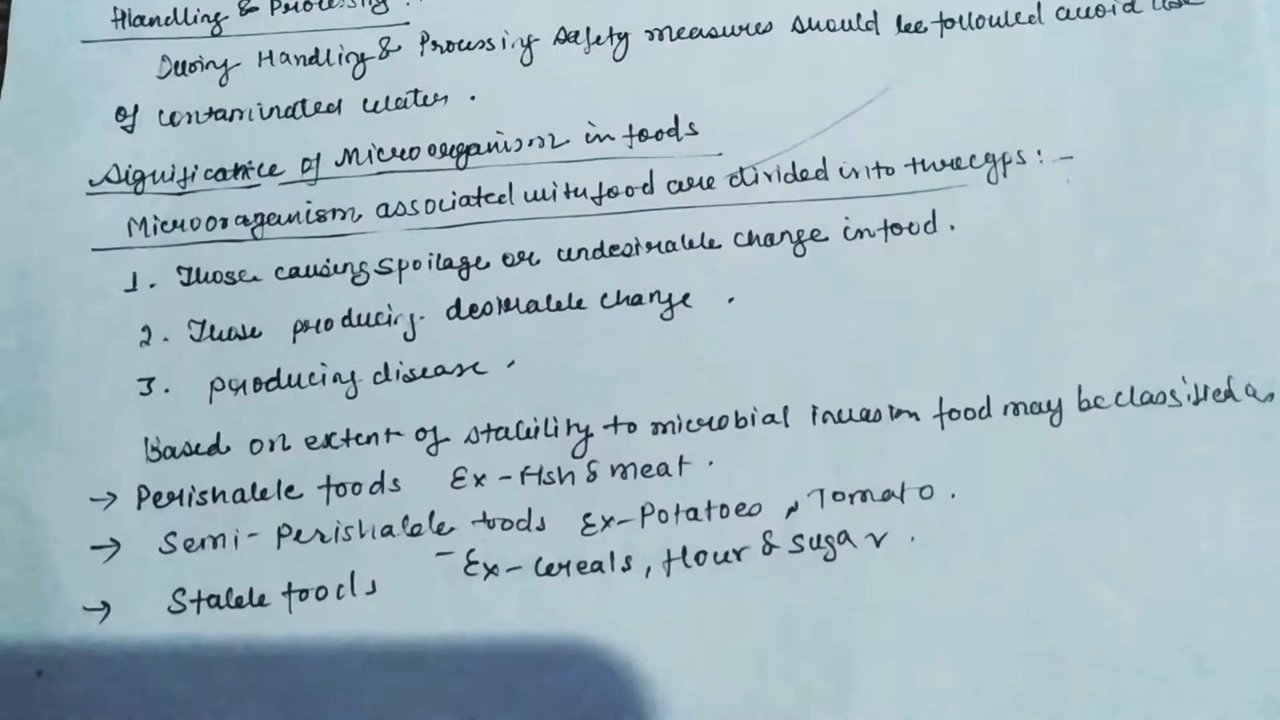 Handling & Processing :
During Handling & Processing safety measures should be followed avoid use
of contaminated water .
Significance of Microorganism in foods
Microoraganism associated with food are divided into three gps : -
1 . Those causing spoilage or undesirable change in food .
2 . Those producing desirable change .
3 . producing disease .
Based on extent of stability to microbial invasion food may be classified as
→ Perishable foods Ex - Fish & meat .
→ Semi - Perishable foods Ex - Potatoes , Tomato .
→ Stable foods - Ex - Cereals , flour & sugar .